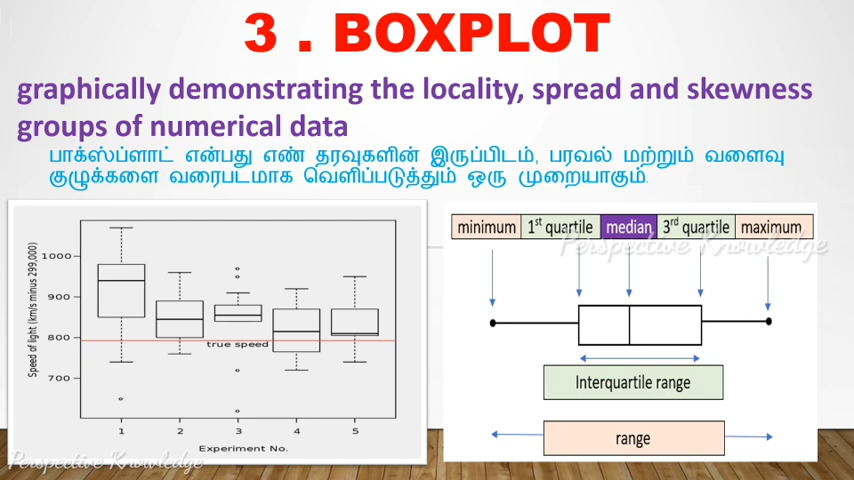 3 . BOXPLOT
graphically demonstrating the locality, spread and skewness
groups of numerical data
பாக்ஸ்ப்ளாட் என்பது எண் தரவுகளின் இருப்பிடம், பரவல் மற்றும் வளைவு
குழுக்களை வரைபடமாக வெளிப்படுத்தும் ஒரு முறையாகும்.
minimum 1st quartile median 3rd quartile maximum
Perspective Knowledge
Speed of light (km/s minus 299,000)
1000
900
800
700
true speed
1 2 3 4 5
Experiment No.
Interquartile range
range
Perspective Knowledge